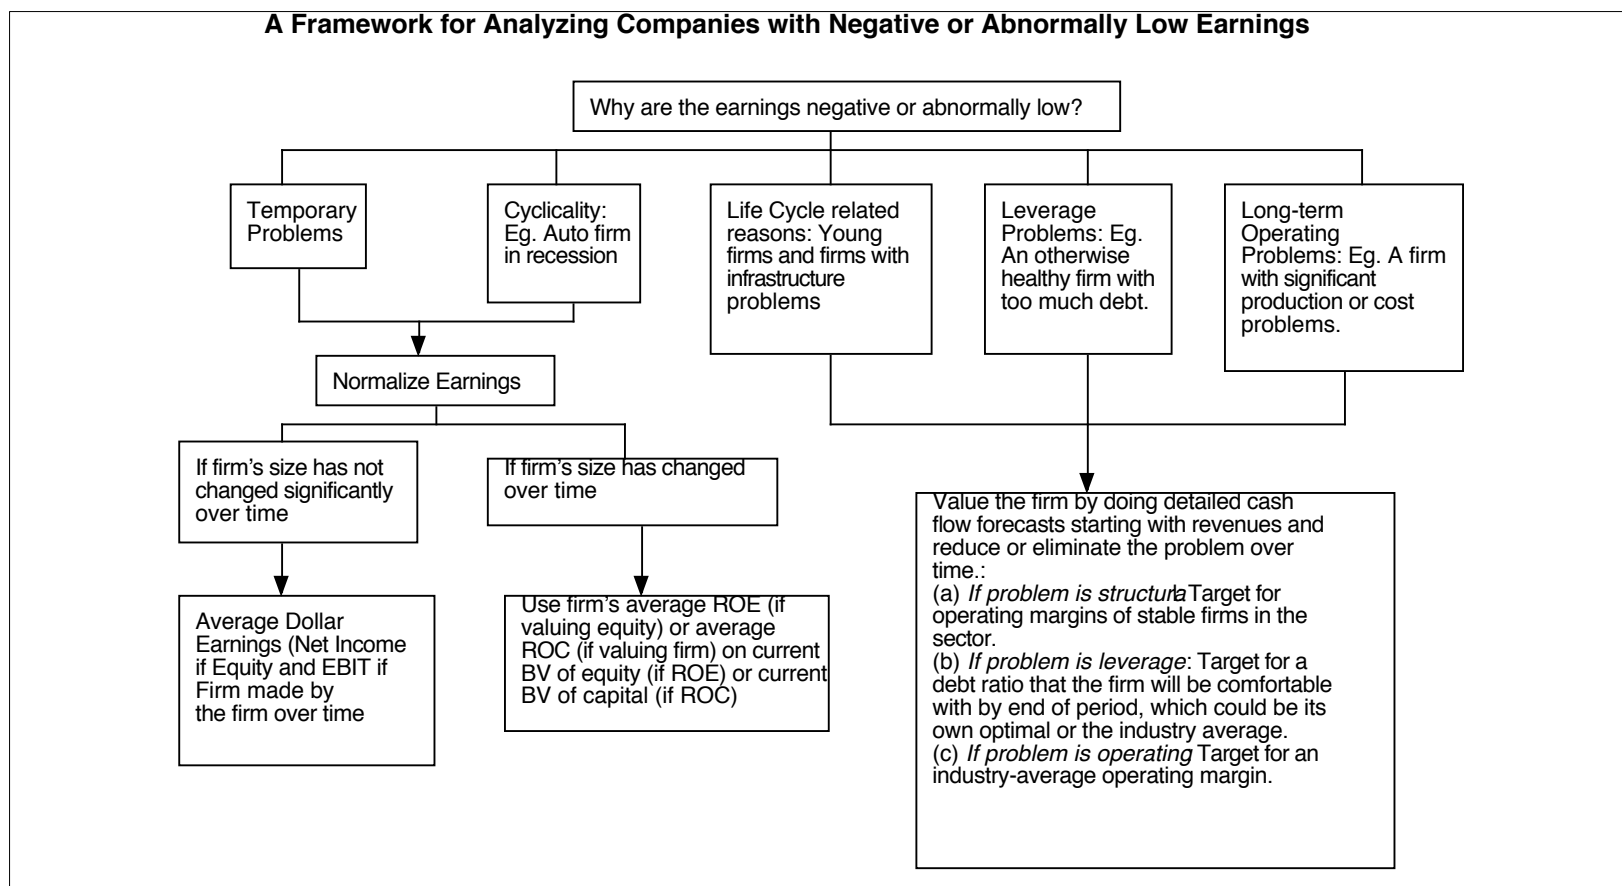 A Framework for Analyzing Companies with Negative or Abnormally Low Earnings
Why are the earnings negative or abnormally low?
Temporary
Problems
Cyclicality:
Eg. Auto firm
in recession
Life Cycle related
reasons: Young
firms and firms with
infrastructure
problems
Leverage
Problems: Eg.
An otherwise
healthy firm with
too much debt.
Long-term
Operating
Problems: Eg. A firm
with significant
production or cost
problems.
Normalize Earnings
If firm's size has not
changed significantly
over time
If firm's size has changed
over time
Average Dollar
Earnings (Net Income
if Equity and EBIT if
Firm made by
the firm over time
Use firm's average ROE (if
valuing equity) or average
ROC (if valuing firm) on current
BV of equity (if ROE) or current
BV of capital (if ROC)
Value the firm by doing detailed cash
flow forecasts starting with revenues and
reduce or eliminate the problem over
time.:
(a) If problem is structural: Target for
operating margins of stable firms in the
sector.
(b) If problem is leverage: Target for a
debt ratio that the firm will be comfortable
with by end of period, which could be its
own optimal or the industry average.
(c) If problem is operating Target for an
industry-average operating margin.